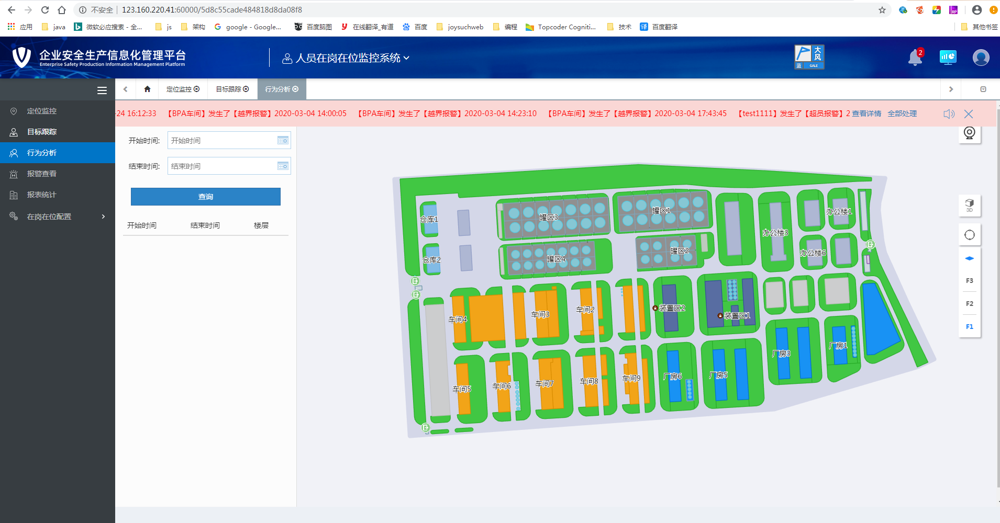 不安全 | 123.160.220.41:60000/5d8c55cade484818d8da08f8
应用 java 微软必应搜索 - 全... js 架构 google - Google... 百度脑图 在线翻译_有道 百度 joysuchweb 编程 Topcoder Cogniti... 技术 百度翻译 其他书签
企业安全生产信息化管理平台
Enterprise Safety Production Information Management Platform
人员在岗在位监控系统
大风
蓝 GALE
2
定位监控 目标跟踪 行为分析
-24 16:12:33 【BPA车间】发生了【越界报警】2020-03-04 14:00:05 【BPA车间】发生了【越界报警】2020-03-04 14:23:10 【BPA车间】发生了【越界报警】2020-03-04 17:43:45 【test1111】发生了【超员报警】2 查看详情 全部处理
定位监控
目标跟踪
行为分析
报警查看
报表统计
在岗在位配置
开始时间: 开始时间
结束时间: 结束时间
查询
开始时间 结束时间 楼层
仓库1
罐区3
罐区1
办公楼1
办公楼3
仓库2
罐区4
罐区2
办公楼6
车间4
车间3
车间2
装置区2
装置区1
车间5
车间6
车间7
车间8
车间9
厂房6
厂房5
厂房3
厂房1
3D
F3
F2
F1